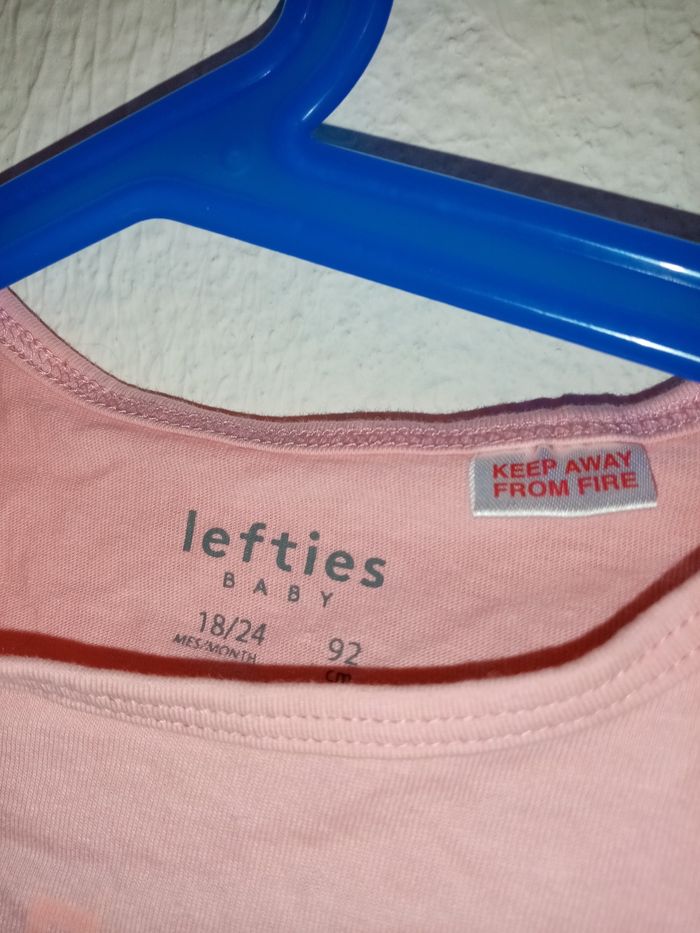 KEEP AWAY
FROM FIRE
lefties
BABY
18/24
MES/MONTH
92
cm